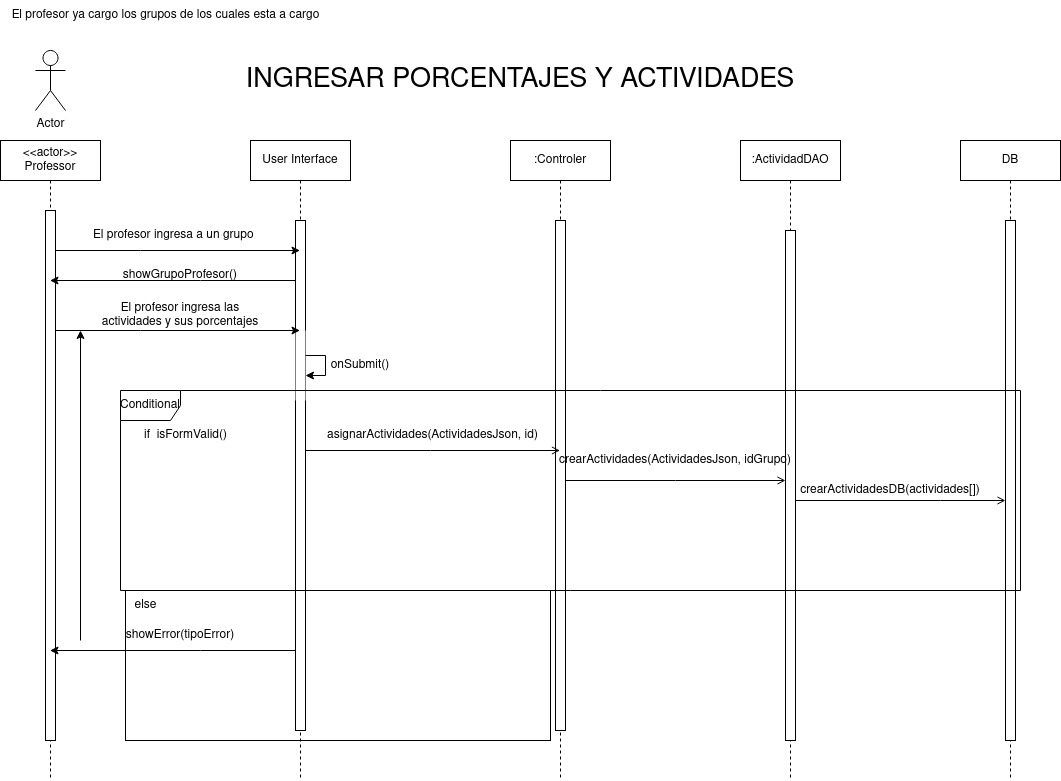 El profesor ya cargo los grupos de los cuales esta a cargo
INGRESAR PORCENTAJES Y ACTIVIDADES
Actor
<<actor>>
Professor
User Interface
:Controler
:ActividadDAO
DB
El profesor ingresa a un grupo
showGrupoProfesor()
El profesor ingresa las
actividades y sus porcentajes
onSubmit()
Conditional
if isFormValid()
asignarActividades(ActividadesJson, id)
crearActividades(ActividadesJson, idGrupo)
crearActividadesDB(actividades[])
else
showError(tipoError)